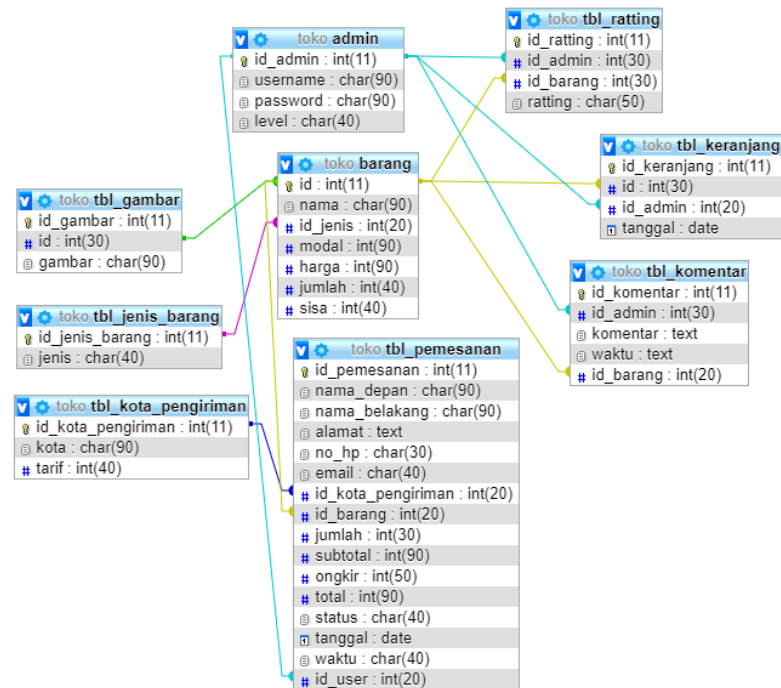 toko admin
id_admin : int(11)
username : char(90)
password : char(90)
level : char(40)
toko tbl_ratting
id_ratting : int(11)
id_admin : int(30)
id_barang : int(30)
ratting : char(50)
toko tbl_keranjang
id_keranjang : int(11)
id : int(30)
id_admin : int(20)
tanggal : date
toko barang
id : int(11)
nama : char(90)
id_jenis : int(20)
modal : int(90)
harga : int(90)
jumlah : int(40)
sisa : int(40)
toko tbl_gambar
id_gambar : int(11)
id : int(30)
gambar : char(90)
toko tbl_komentar
id_komentar : int(11)
id_admin : int(30)
komentar : text
waktu : text
id_barang : int(20)
toko tbl_jenis_barang
id_jenis_barang : int(11)
jenis : char(40)
toko tbl_pemesanan
id_pemesanan : int(11)
nama_depan : char(90)
nama_belakang : char(90)
alamat : text
no_hp : char(30)
email : char(40)
id_kota_pengiriman : int(20)
id_barang : int(20)
jumlah : int(30)
subtotal : int(90)
ongkir : int(50)
total : int(90)
status : char(40)
tanggal : date
waktu : char(40)
id_user : int(20)
toko tbl_kota_pengiriman
id_kota_pengiriman : int(11)
kota : char(90)
tarif : int(40)